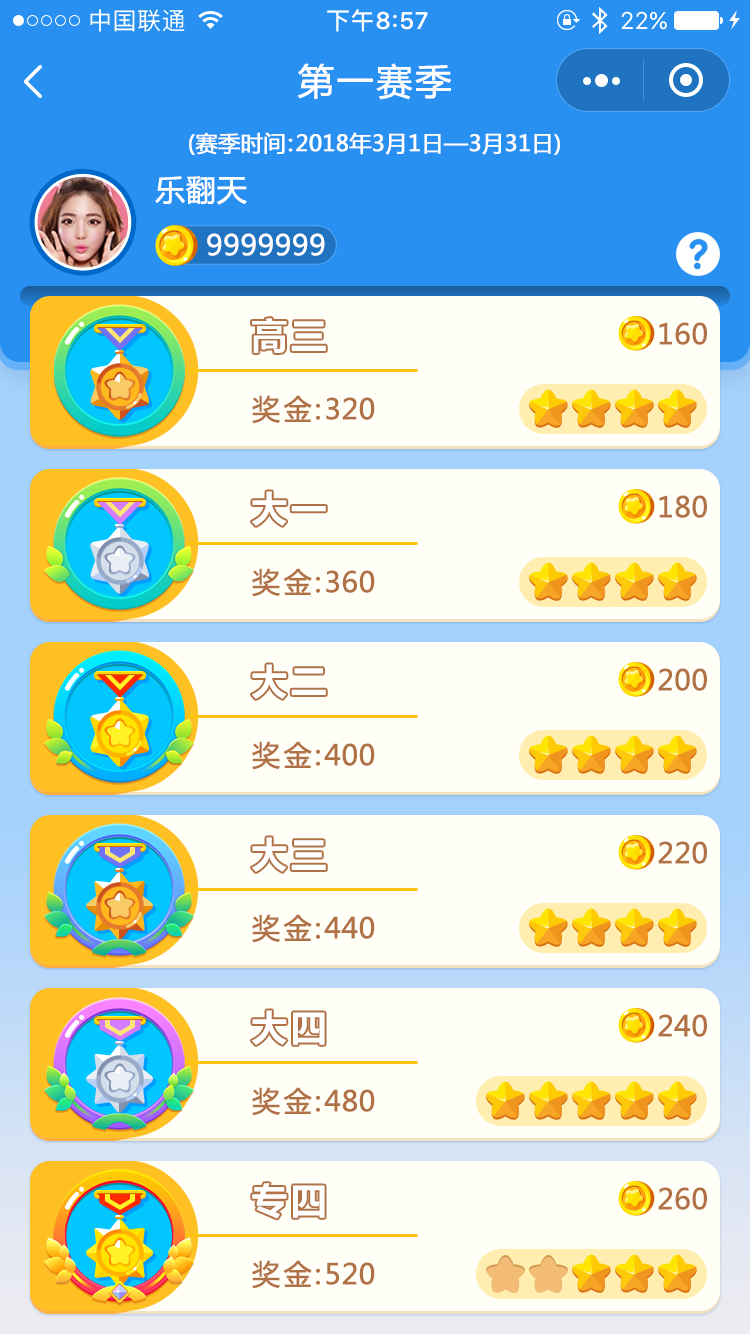 中国联通 下午8:57 22%
第一赛季
(赛季时间:2018年3月1日—3月31日)
乐翻天
9999999
?
高三 160
奖金:320
大一 180
奖金:360
大二 200
奖金:400
大三 220
奖金:440
大四 240
奖金:480
专四 260
奖金:520